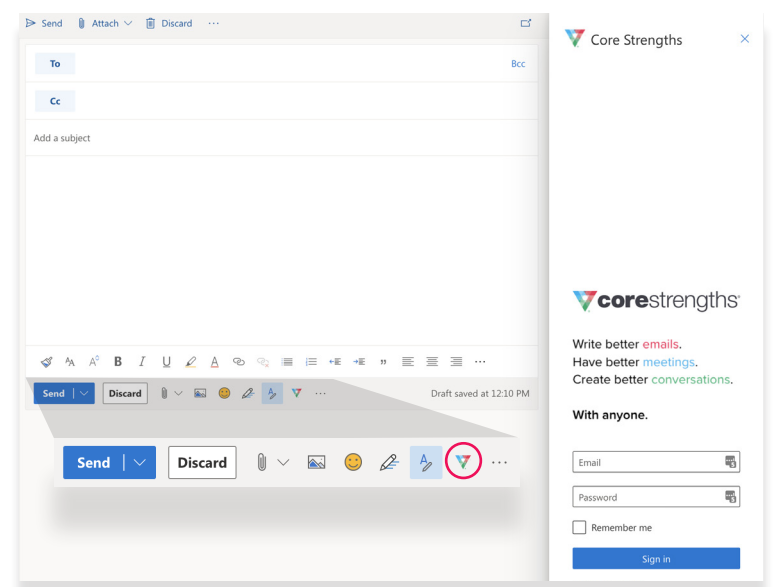 Send Attach Discard ...
To Bcc
Cc
Add a subject
AA A° B I U A ...
Send Discard ... Draft saved at 12:10 PM
Send Discard ...
Core Strengths
corestrengths
Write better emails.
Have better meetings.
Create better conversations.
With anyone.
Email
Password
Remember me
Sign in